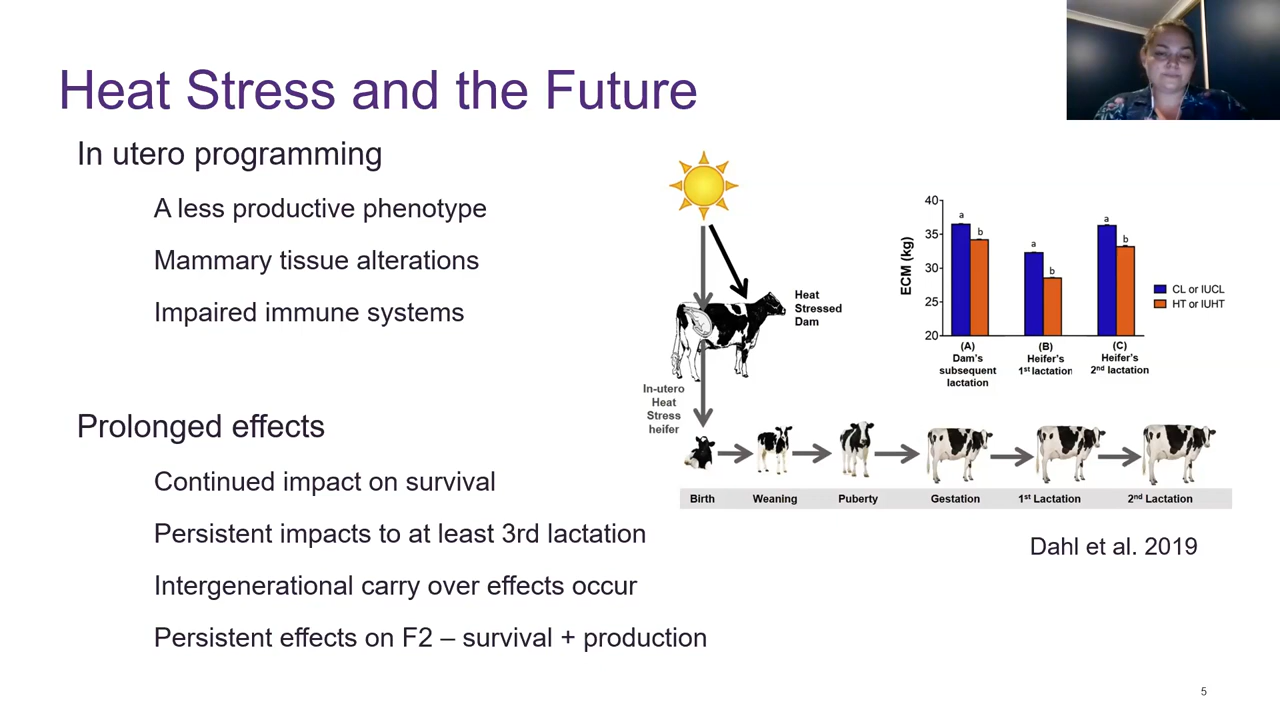 Heat Stress and the Future
In utero programming
A less productive phenotype
Mammary tissue alterations
Impaired immune systems
Prolonged effects
Continued impact on survival
Persistent impacts to at least 3rd lactation
Intergenerational carry over effects occur
Persistent effects on F2 – survival + production
Heat
Stressed
Dam
In-utero
Heat
Stress
heifer
40
35
30
25
20
ECM (kg)
a
b
a
b
a
b
CL or IUCL
HT or IUHT
(A)
Dam's
subsequent
lactation
(B)
Heifer's
1st lactation
(C)
Heifer's
2nd lactation
Birth
Weaning
Puberty
Gestation
1st Lactation
2nd Lactation
Dahl et al. 2019
5